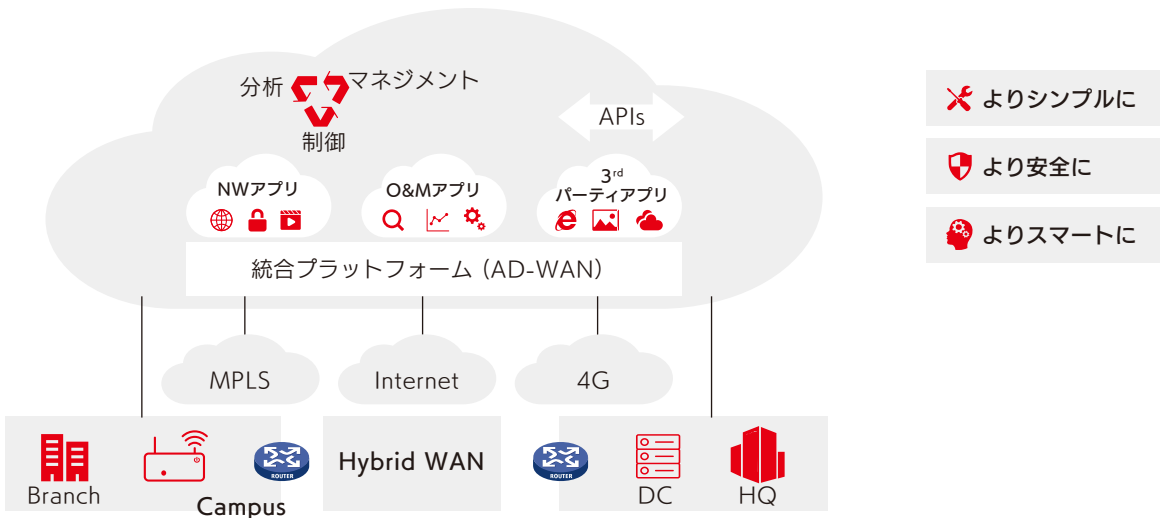 分析
マネジメント
制御
APIs
NWアプリ
O&Mアプリ
3rd
パーティアプリ
統合プラットフォーム（AD-WAN）
MPLS
Internet
4G
Branch
Campus
ROUTER
Hybrid WAN
ROUTER
DC
HQ
よりシンプルに
より安全に
よりスマートに